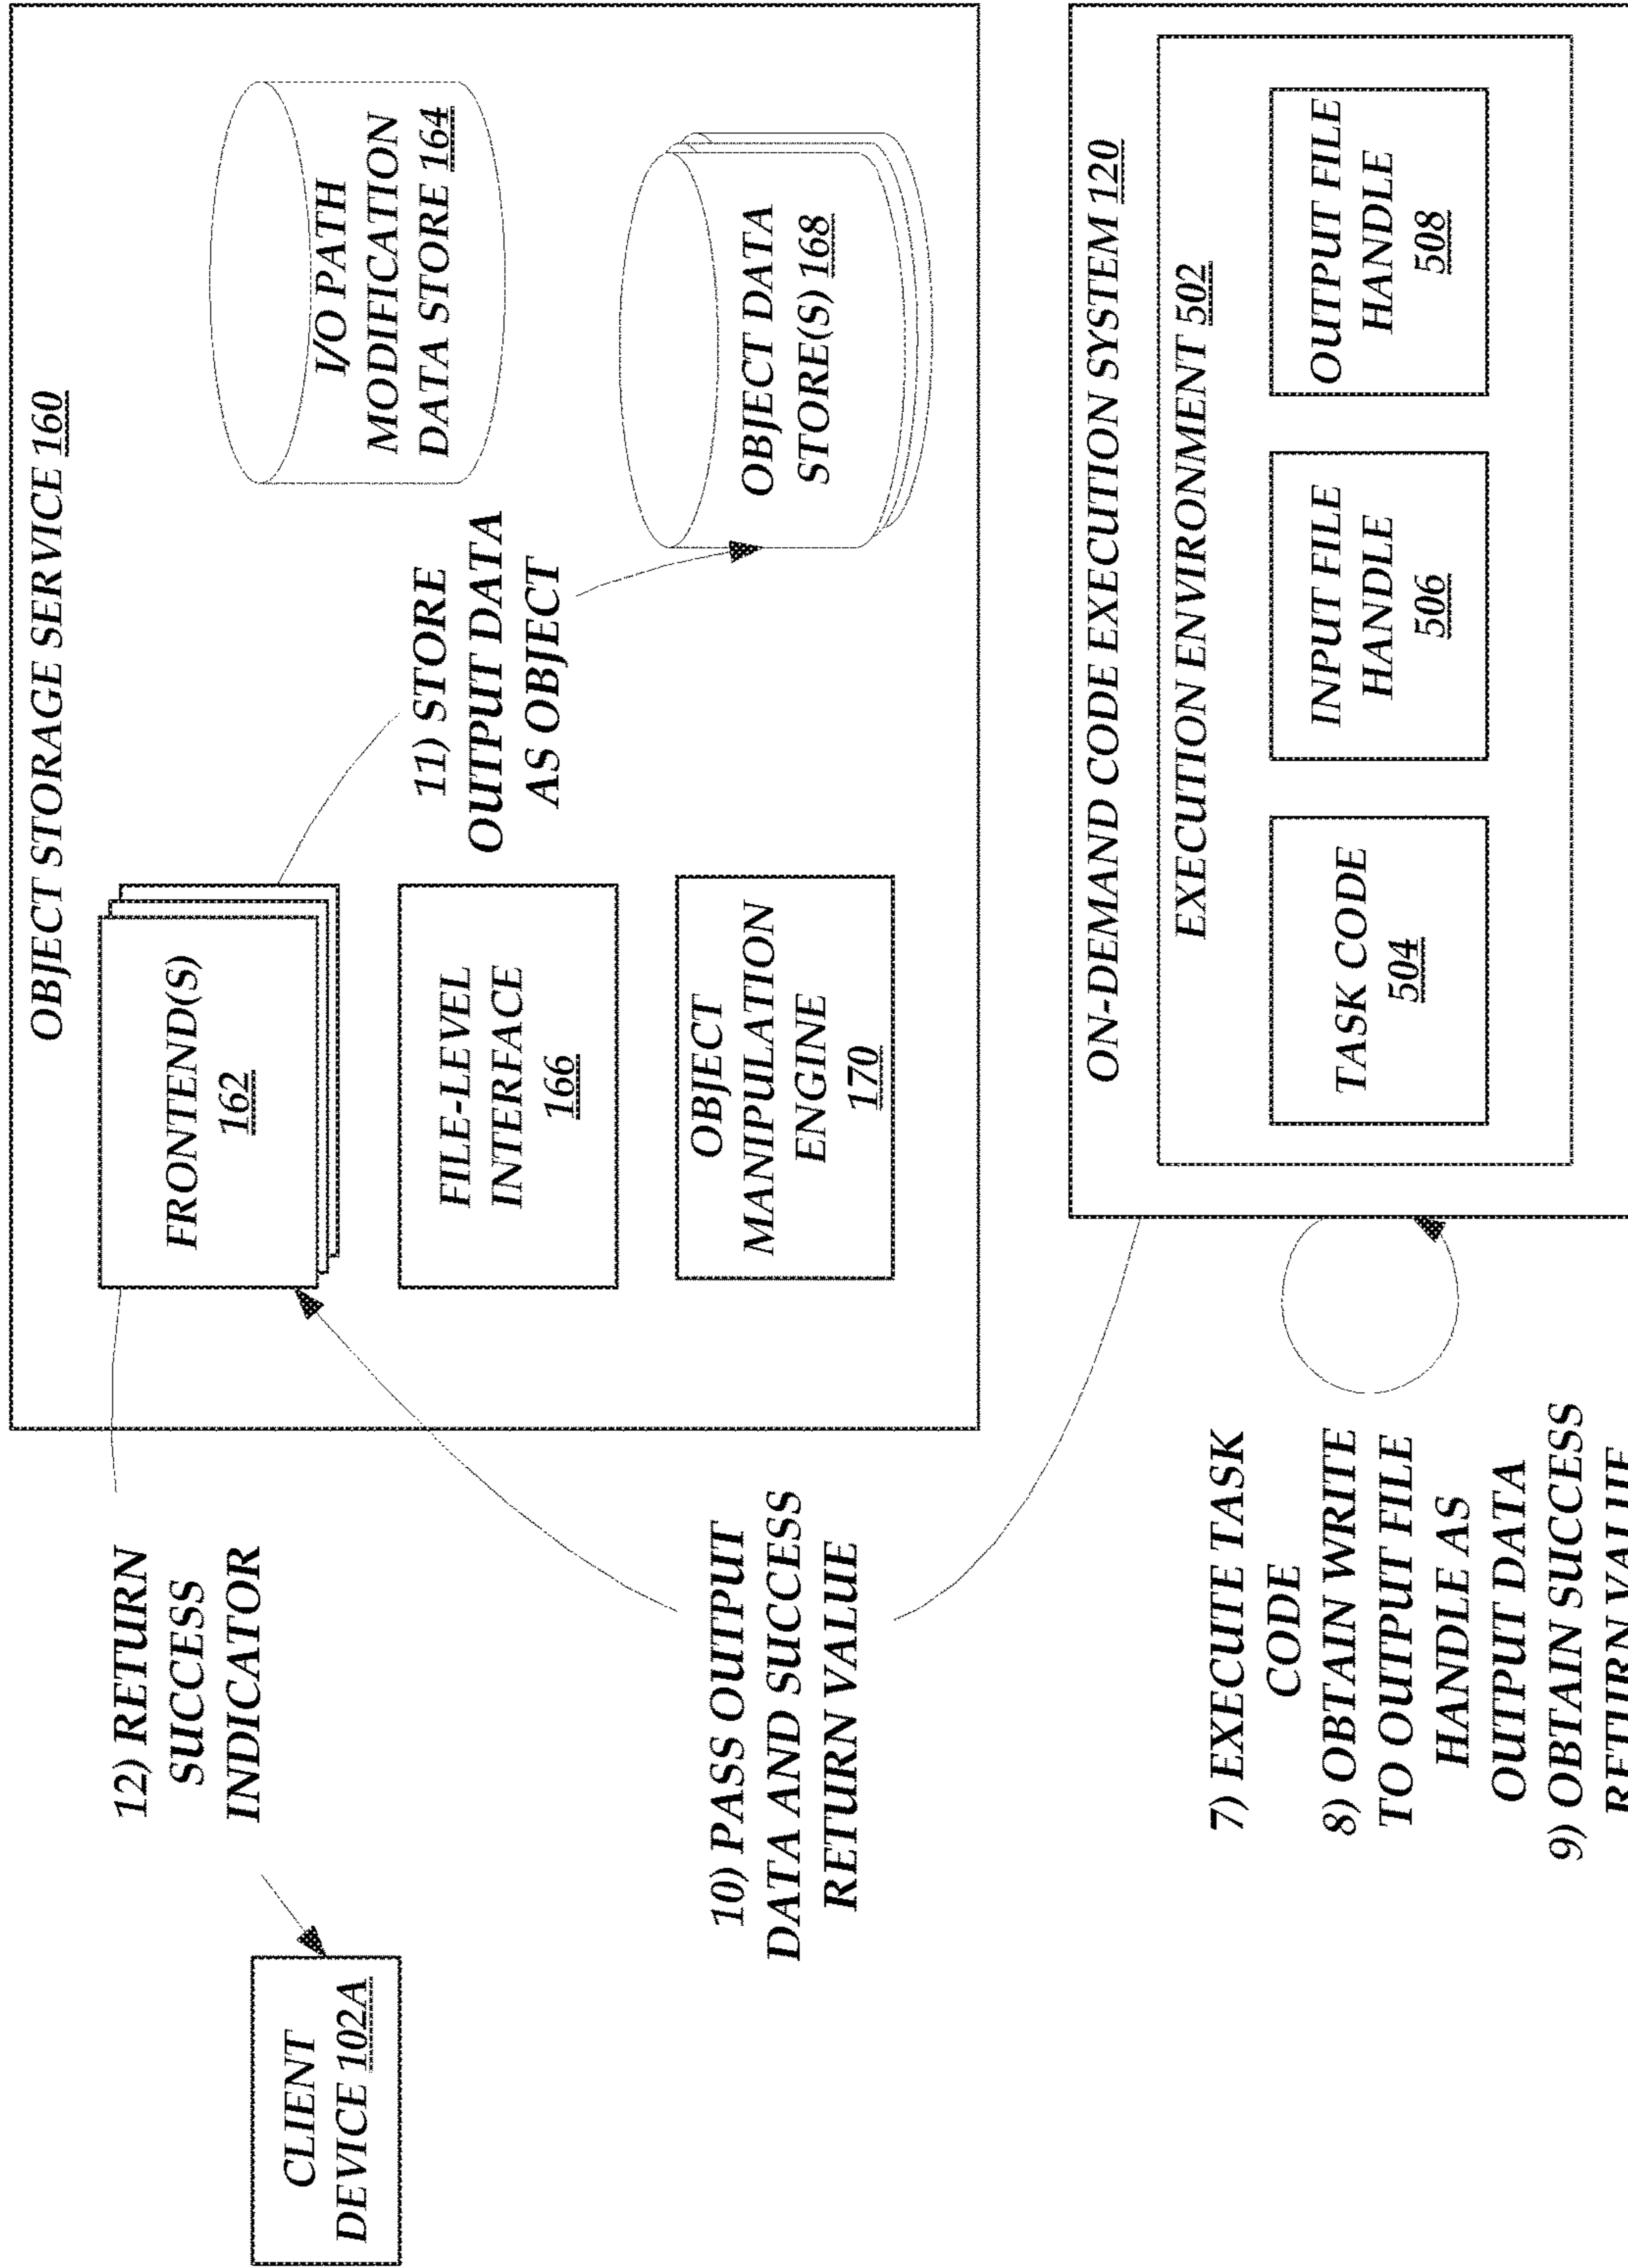 OBJECT STORAGE SERVICE 160
FRONTEND(S)
162
FILE-LEVEL
INTERFACE
166
OBJECT
MANIPULATION
ENGINE
170
I/O PATH
MODIFICATION
DATA STORE 164
OBJECT DATA
STORE(S) 168
11) STORE
OUTPUT DATA
AS OBJECT
12) RETURN
SUCCESS
INDICATOR
CLIENT
DEVICE 102A
10) PASS OUTPUT
DATA AND SUCCESS
RETURN VALUE
ON-DEMAND CODE EXECUTION SYSTEM 120
EXECUTION ENVIRONMENT 502
TASK CODE
504
INPUT FILE
HANDLE
506
OUTPUT FILE
HANDLE
508
7) EXECUTE TASK
CODE
8) OBTAIN WRITE
TO OUTPUT FILE
HANDLE AS
OUTPUT DATA
9) OBTAIN SUCCESS
RETURN VALUE